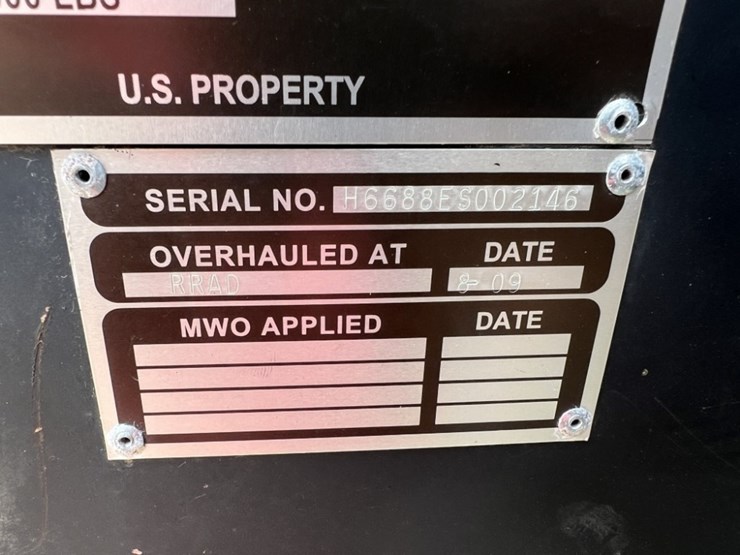 U.S. PROPERTY
SERIAL NO. H6688ES002146
OVERHAULED AT DATE
RRAD 8-09
MWO APPLIED DATE